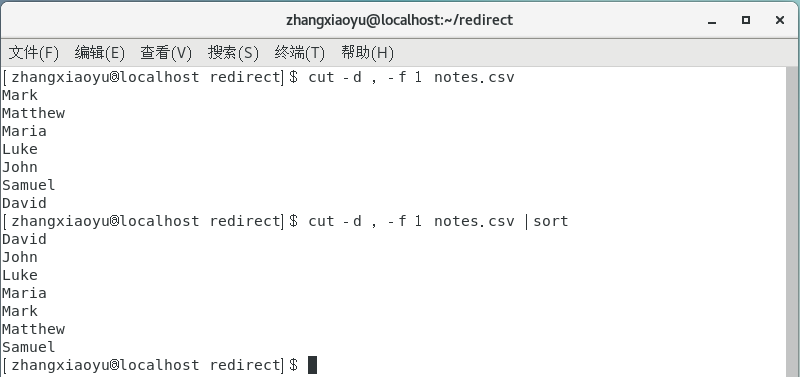 zhangxiaoyu@localhost:~/redirect
文件(F) 编辑(E) 查看(V) 搜索(S) 终端(T) 帮助(H)
[zhangxiaoyu@localhost redirect]$ cut -d , -f 1 notes.csv
Mark
Matthew
Maria
Luke
John
Samuel
David
[zhangxiaoyu@localhost redirect]$ cut -d , -f 1 notes.csv |sort
David
John
Luke
Maria
Mark
Matthew
Samuel
[zhangxiaoyu@localhost redirect]$